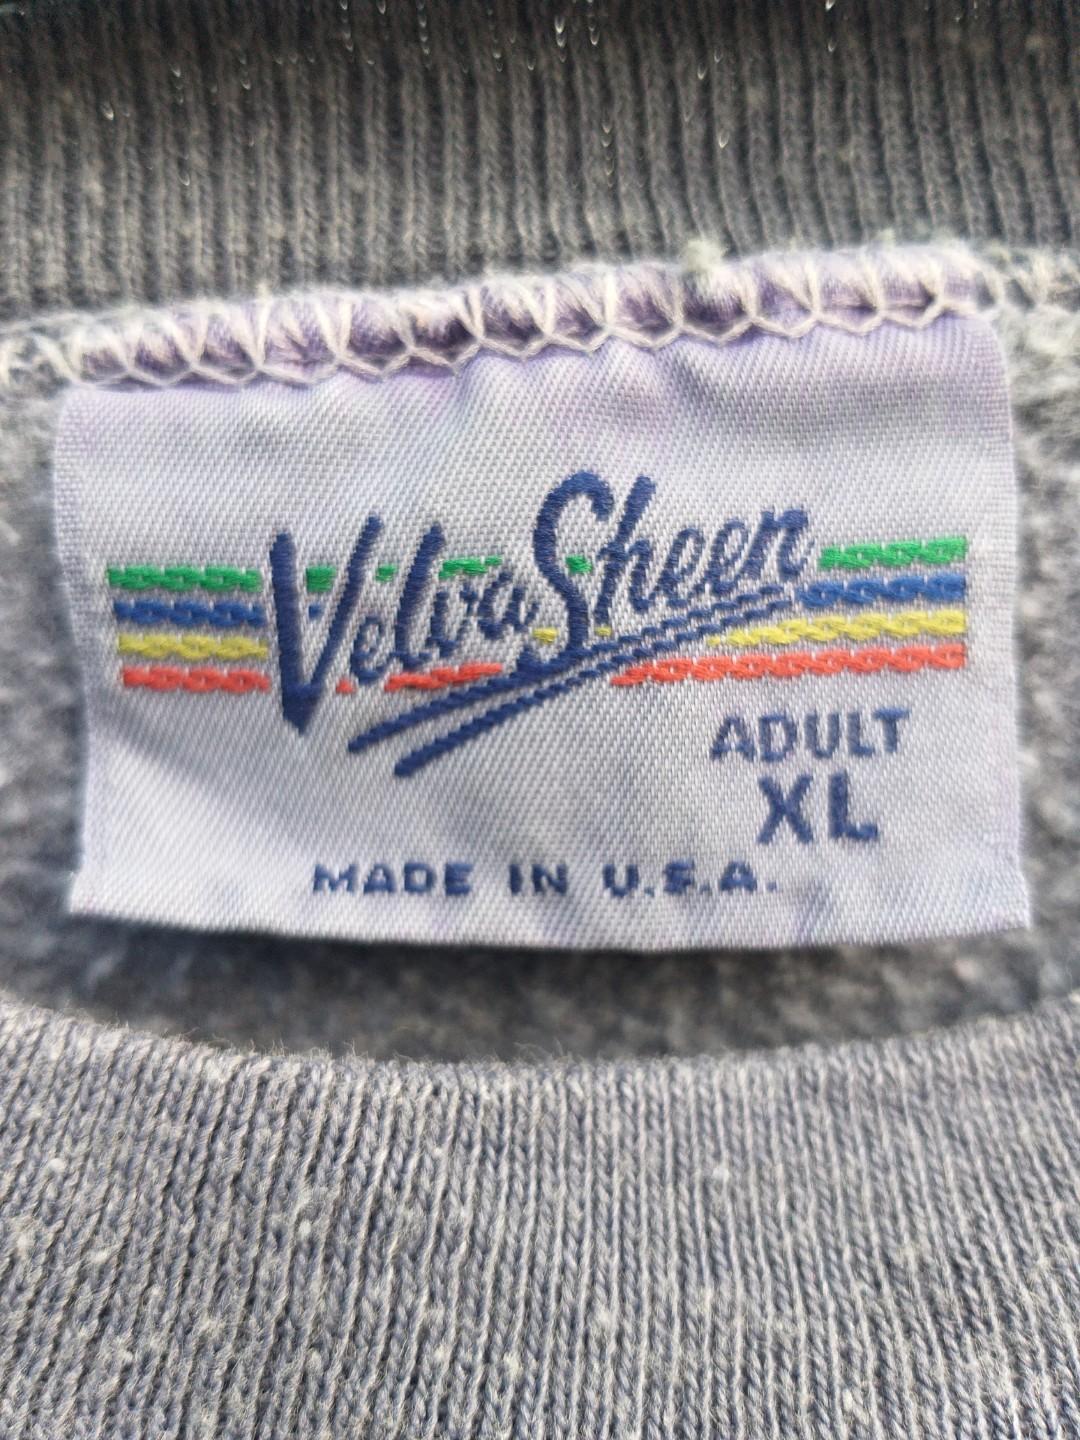 Velva Sheen
ADULT
XL
MADE IN U.S.A.